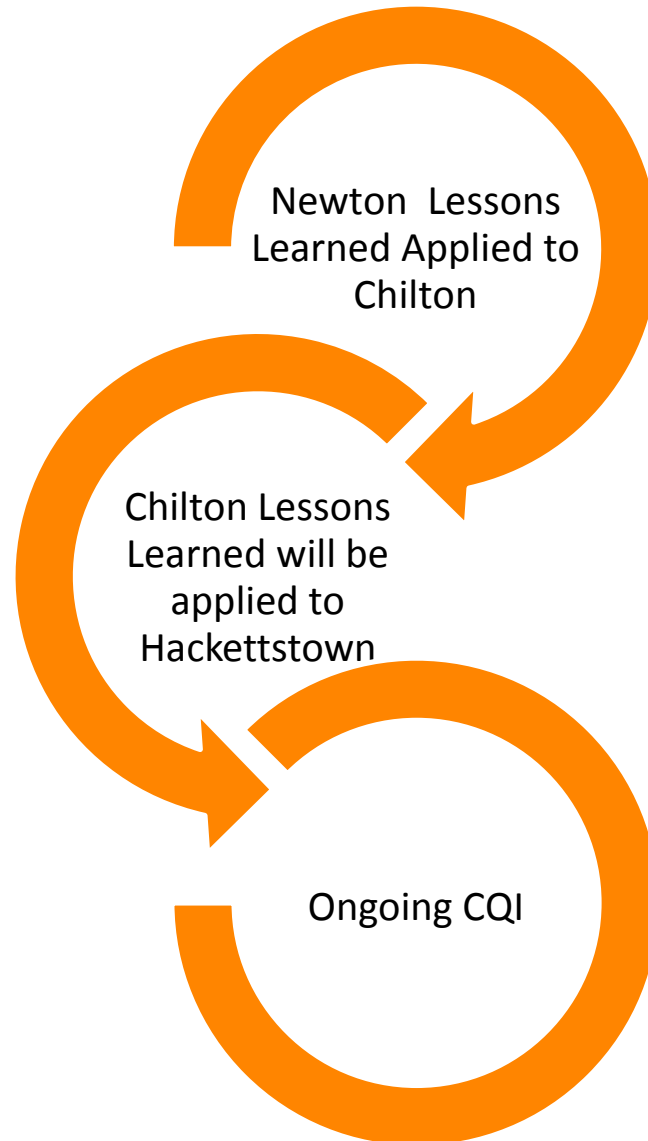 Newton  Lessons
Learned Applied to
Chilton
Chilton Lessons
Learned will be
applied to
Hackettstown
Ongoing CQI